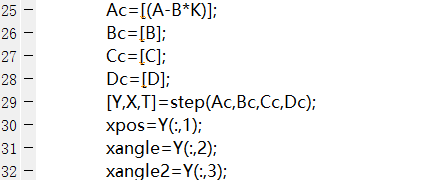 25 - Ac=[(A-B*K)];
26 - Bc=[B];
27 - Cc=[C];
28 - Dc=[D];
29 - [Y,X,T]=step(Ac,Bc,Cc,Dc);
30 - xpos=Y(:,1);
31 - xangle=Y(:,2);
32 - xangle2=Y(:,3);